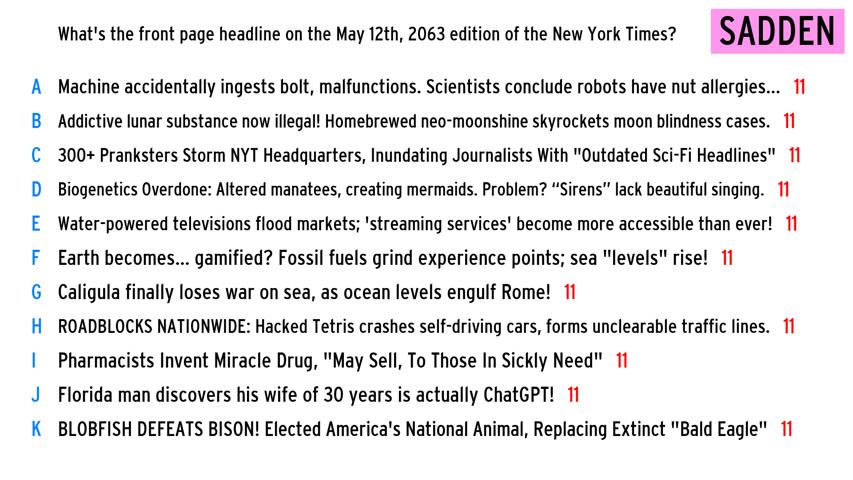 What's the front page headline on the May 12th, 2063 edition of the New York Times?
SADDEN
A Machine accidentally ingests bolt, malfunctions. Scientists conclude robots have nut allergies... 11
B Addictive lunar substance now illegal! Homebrewed neo-moonshine skyrockets moon blindness cases. 11
C 300+ Pranksters Storm NYT Headquarters, Inundating Journalists With "Outdated Sci-Fi Headlines" 11
D Biogenetics Overdone: Altered manatees, creating mermaids. Problem? “Sirens” lack beautiful singing. 11
E Water-powered televisions flood markets; 'streaming services' become more accessible than ever! 11
F Earth becomes... gamified? Fossil fuels grind experience points; sea "levels" rise! 11
G Caligula finally loses war on sea, as ocean levels engulf Rome! 11
H ROADBLOCKS NATIONWIDE: Hacked Tetris crashes self-driving cars, forms unclearable traffic lines. 11
I Pharmacists Invent Miracle Drug, "May Sell, To Those In Sickly Need" 11
J Florida man discovers his wife of 30 years is actually ChatGPT! 11
K BLOBFISH DEFEATS BISON! Elected America's National Animal, Replacing Extinct "Bald Eagle" 11